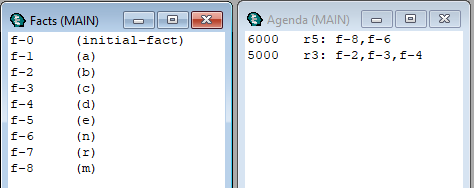 Facts (MAIN)
f-0 (initial-fact)
f-1 (a)
f-2 (b)
f-3 (c)
f-4 (d)
f-5 (e)
f-6 (n)
f-7 (r)
f-8 (m)
Agenda (MAIN)
6000 r5: f-8,f-6
5000 r3: f-2,f-3,f-4